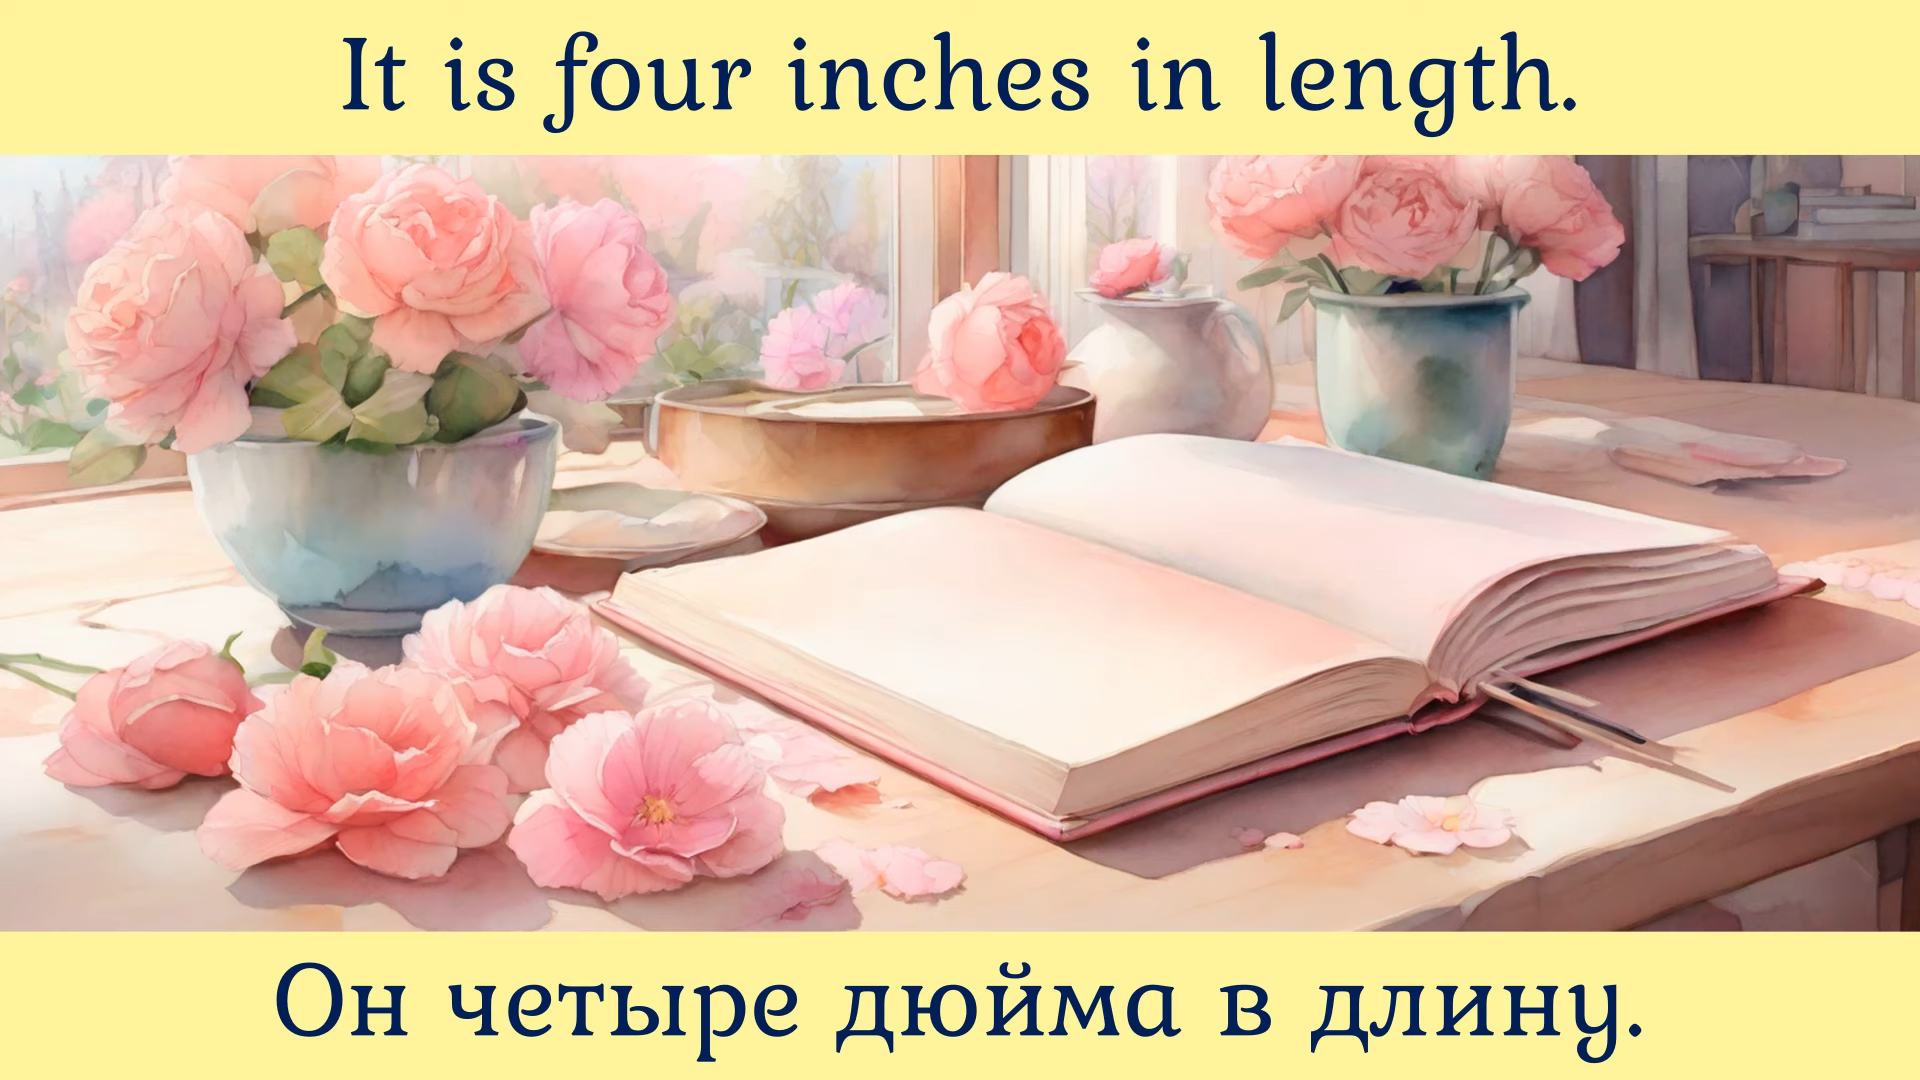 It is four inches in length.
Он четыре дюйма в длину.